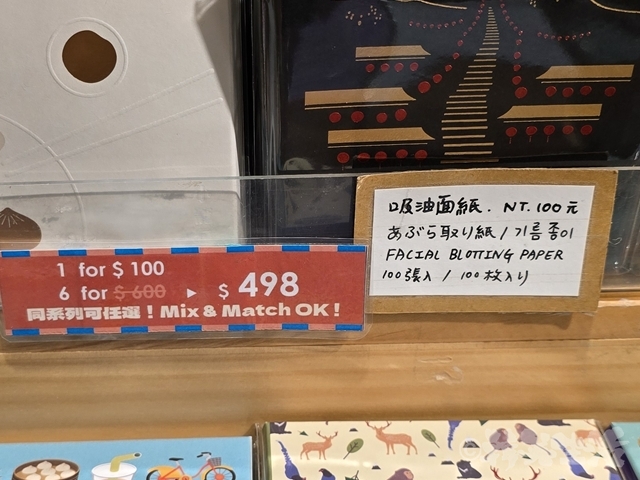 1 for $ 100
6 for $ 600 ▶ $ 498
同系列可任選！Mix & Match OK！
吸油面紙. NT. 100元
あぶら取り紙 / 기름종이
FACIAL BLOTTING PAPER
100張入 / 100枚入り